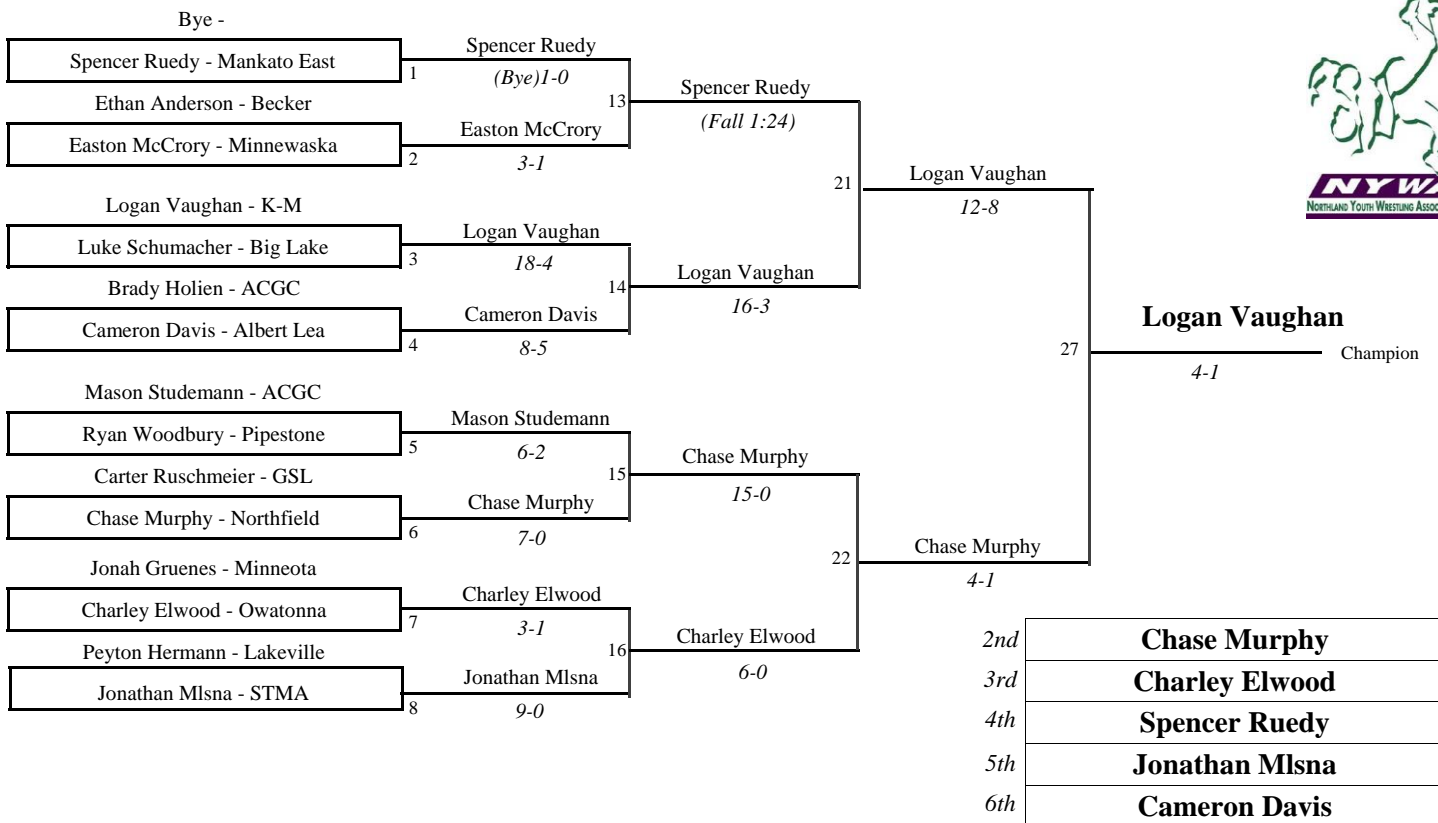 Bye -
Spencer Ruedy - Mankato East
1
Ethan Anderson - Becker
Easton McCrory - Minnewaska
2
Logan Vaughan - K-M
Luke Schumacher - Big Lake
3
Brady Holien - ACGC
Cameron Davis - Albert Lea
4
Mason Studemann - ACGC
Ryan Woodbury - Pipestone
5
Carter Ruschmeier - GSL
Chase Murphy - Northfield
6
Jonah Gruenes - Minneota
Charley Elwood - Owatonna
7
Peyton Hermann - Lakeville
Jonathan Mlsna - STMA
8
Spencer Ruedy
(Bye)1-0
13
Easton McCrory
3-1
Logan Vaughan
18-4
14
Cameron Davis
8-5
Mason Studemann
6-2
15
Chase Murphy
7-0
Charley Elwood
3-1
16
Jonathan Mlsna
9-0
Spencer Ruedy
(Fall 1:24)
21
Logan Vaughan
16-3
Chase Murphy
15-0
22
Charley Elwood
6-0
Logan Vaughan
12-8
27
Chase Murphy
4-1
Logan Vaughan
Champion
4-1
NYWA
NORTHLAND YOUTH WRESTLING ASSOC
2nd Chase Murphy
3rd Charley Elwood
4th Spencer Ruedy
5th Jonathan Mlsna
6th Cameron Davis